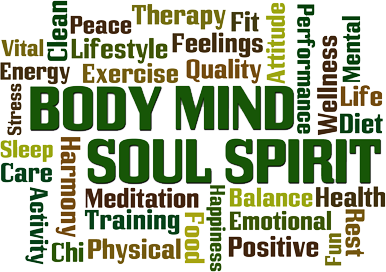 Clean
Peace
Therapy
Fit
Attitude
Performance
Mental
Vital
Lifestyle
Feelings
Wellness
Energy
Exercise
Quality
Life
Stress
BODY MIND
Diet
Sleep
Harmony
SOUL SPIRIT
Care
Activity
Meditation
Food
Happiness
Balance
Health
Training
Emotional
Rest
Chi
Physical
Positive
Fun